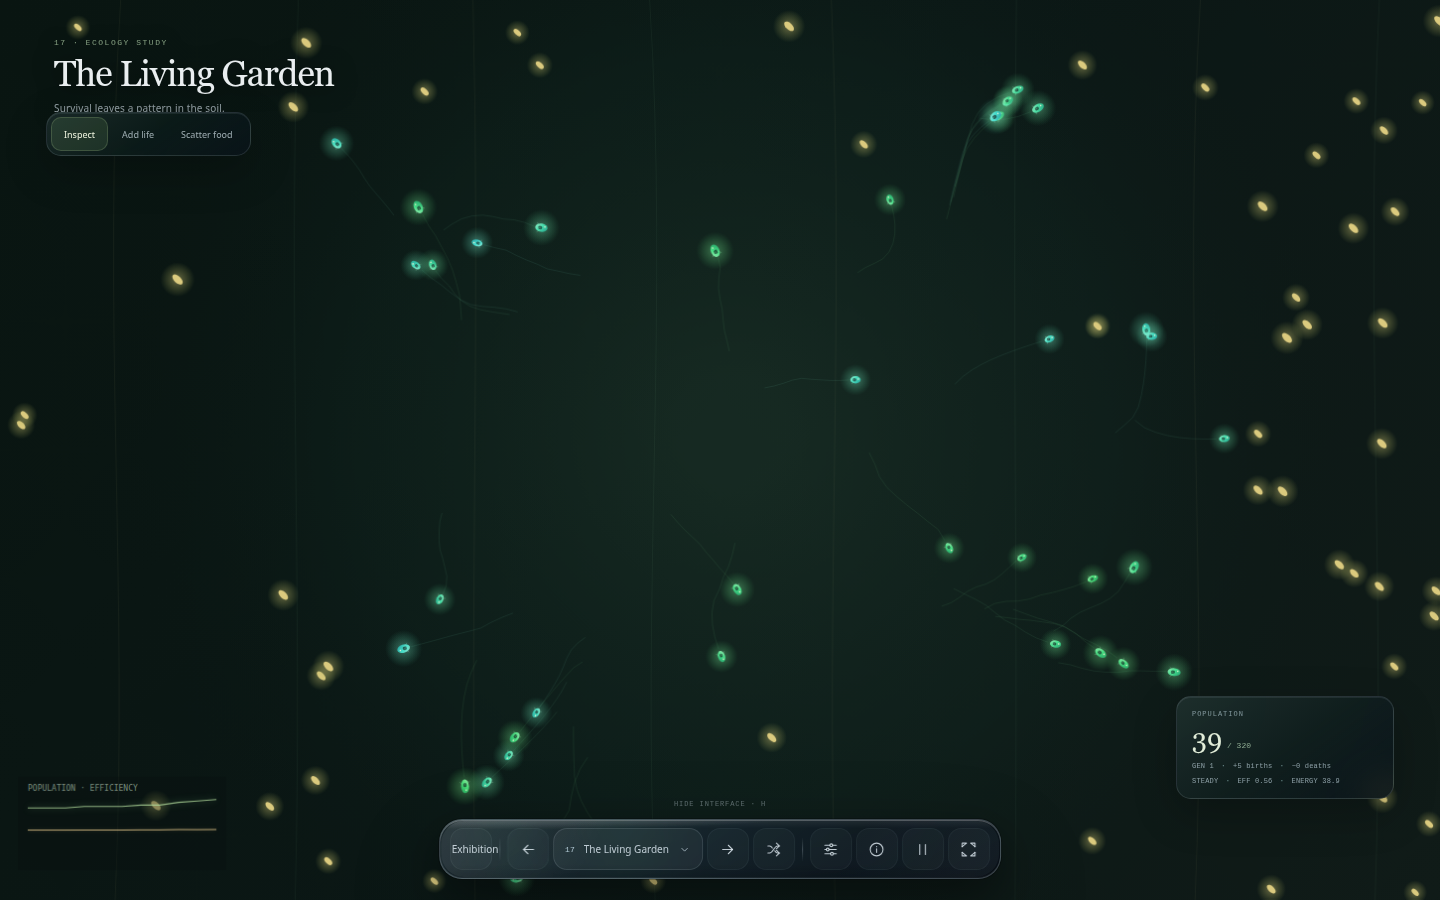 17 · ECOLOGY STUDY
The Living Garden
Survival leaves a pattern in the soil.
Inspect
Add life
Scatter food
POPULATION
39 / 320
GEN 1 · +5 births · −0 deaths
STEADY · EFF 0.56 · ENERGY 38.9
POPULATION · EFFICIENCY
HIDE INTERFACE · H
Exhibition
17 The Living Garden